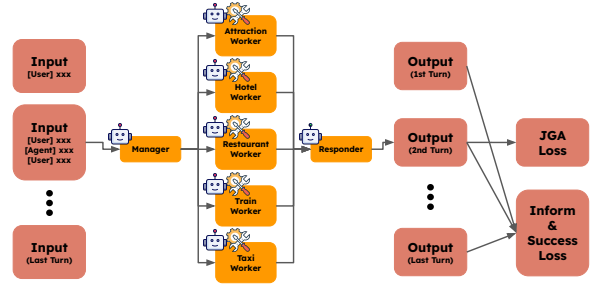 Input
[User] xxx
Input
[User] xxx
[Agent] xxx
[User] xxx
Input
(Last Turn)
Manager
Attraction
Worker
Hotel
Worker
Restaurant
Worker
Train
Worker
Taxi
Worker
Responder
Output
(1st Turn)
Output
(2nd Turn)
Output
(Last Turn)
JGA
Loss
Inform
&
Success
Loss